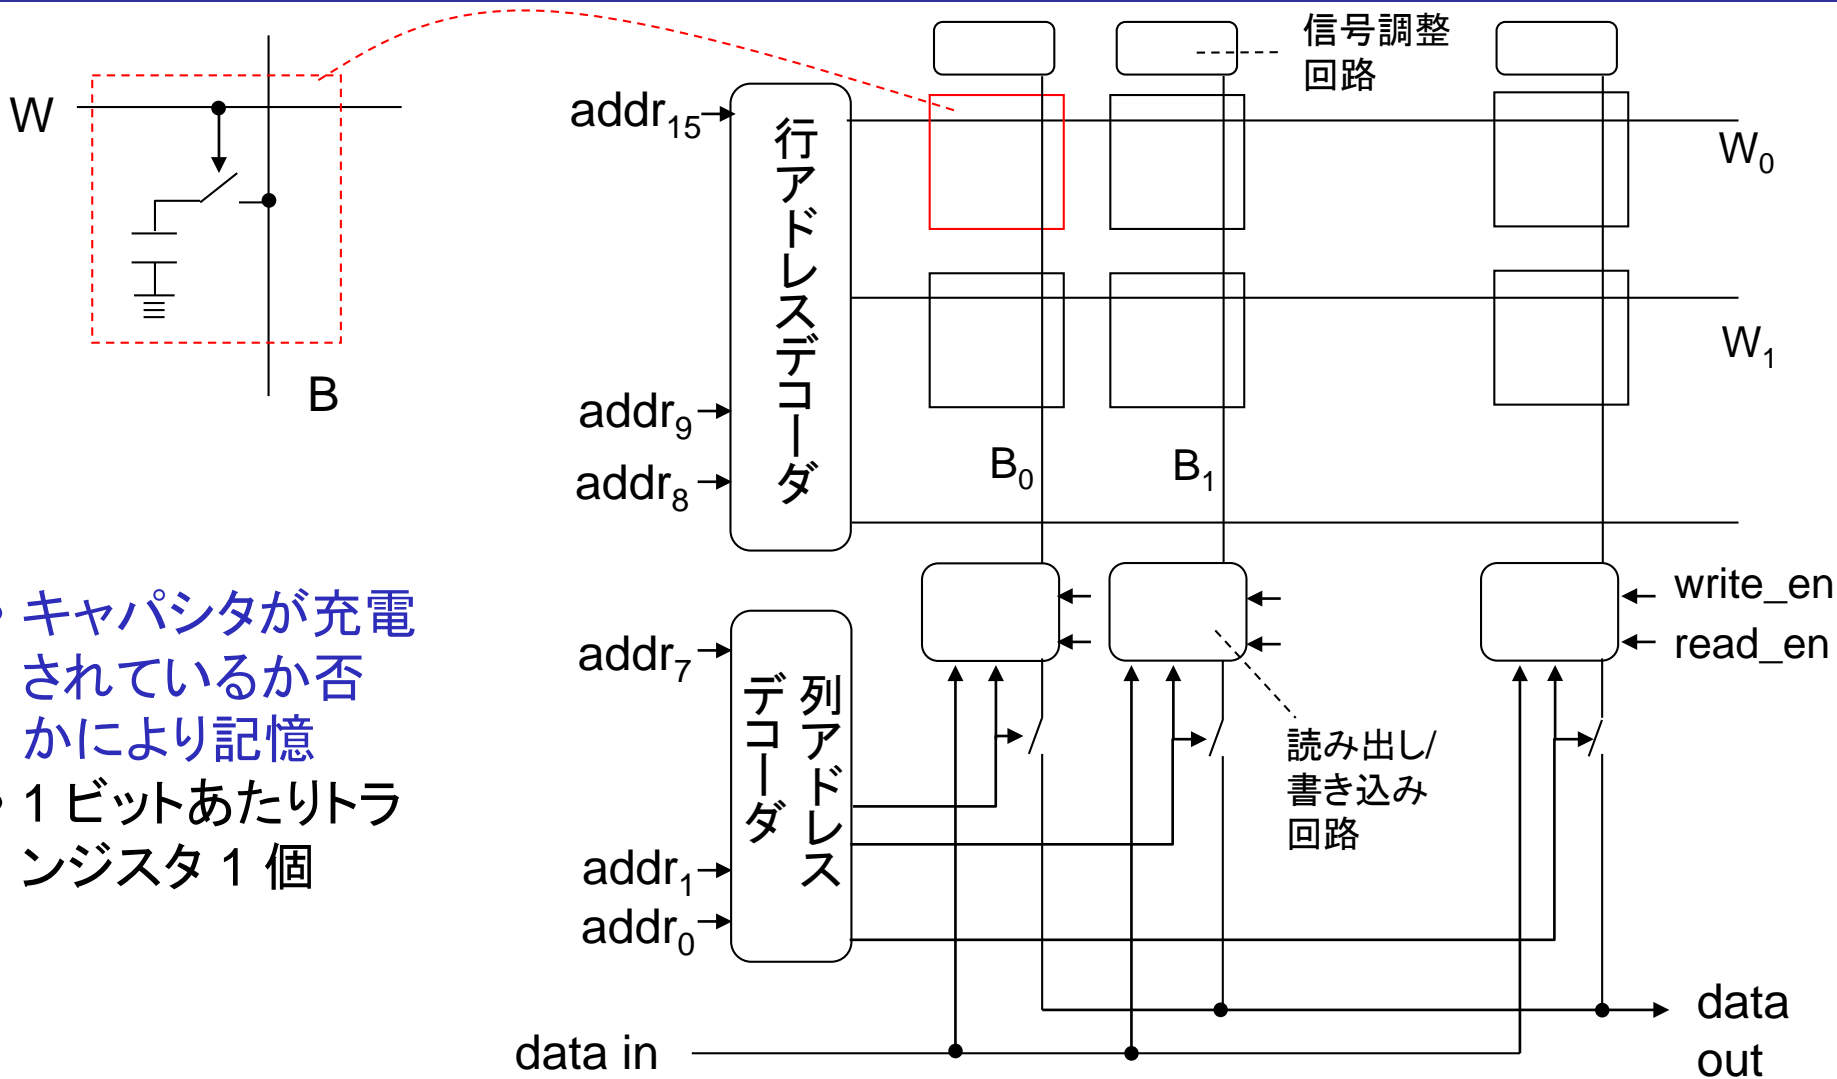 W
B
・キャパシタが充電
されているか否
かにより記憶
・1 ビットあたりトラ
ンジスタ 1 個
信号調整
回路
addr15
行アドレスデコーダ
W0
W1
addr9
addr8
B0
B1
write_en
read_en
addr7
列アドレス
デコーダ
読み出し/
書き込み
回路
addr1
addr0
data in
data
out